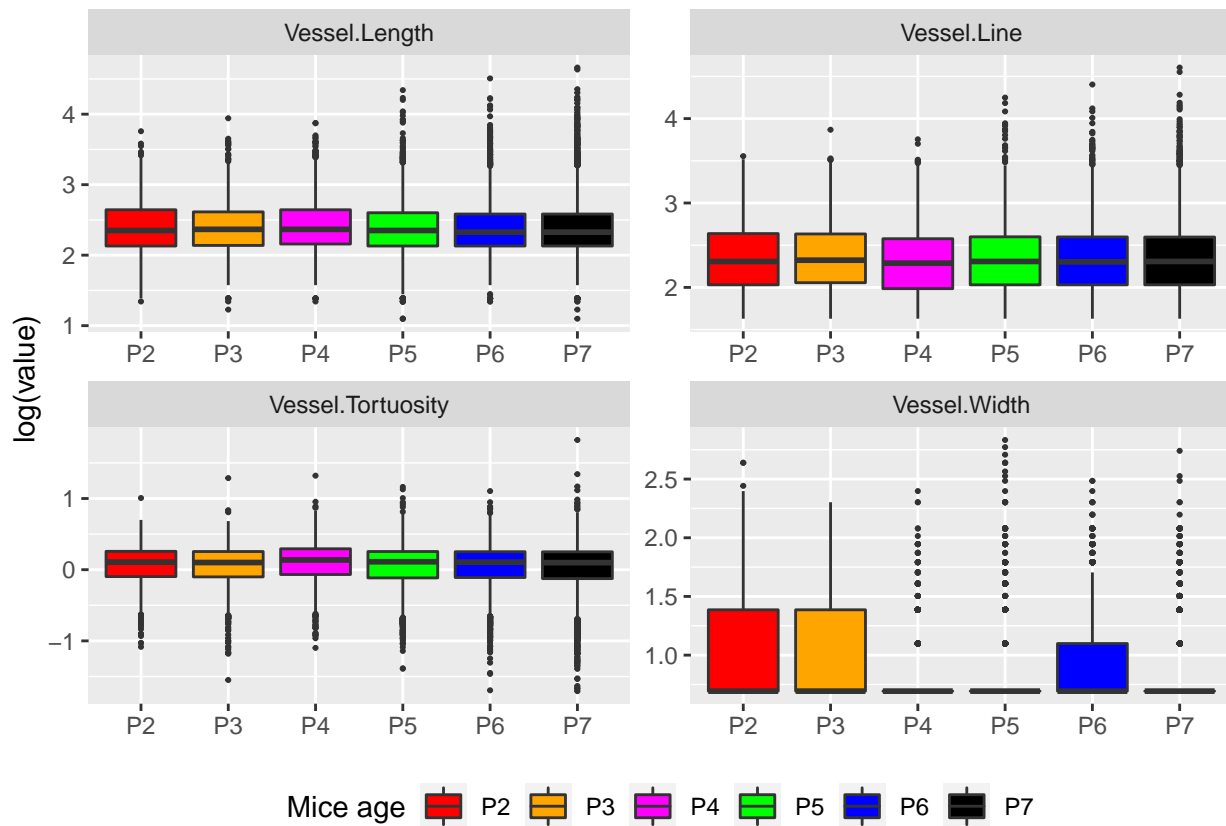 Vessel.Length
Vessel.Line
log(value)
4
3
2
1
P2 P3 P4 P5 P6 P7
4
3
2
P2 P3 P4 P5 P6 P7
Vessel.Tortuosity
Vessel.Width
1
0
−1
P2 P3 P4 P5 P6 P7
2.5
2.0
1.5
1.0
P2 P3 P4 P5 P6 P7
Mice age P2 P3 P4 P5 P6 P7